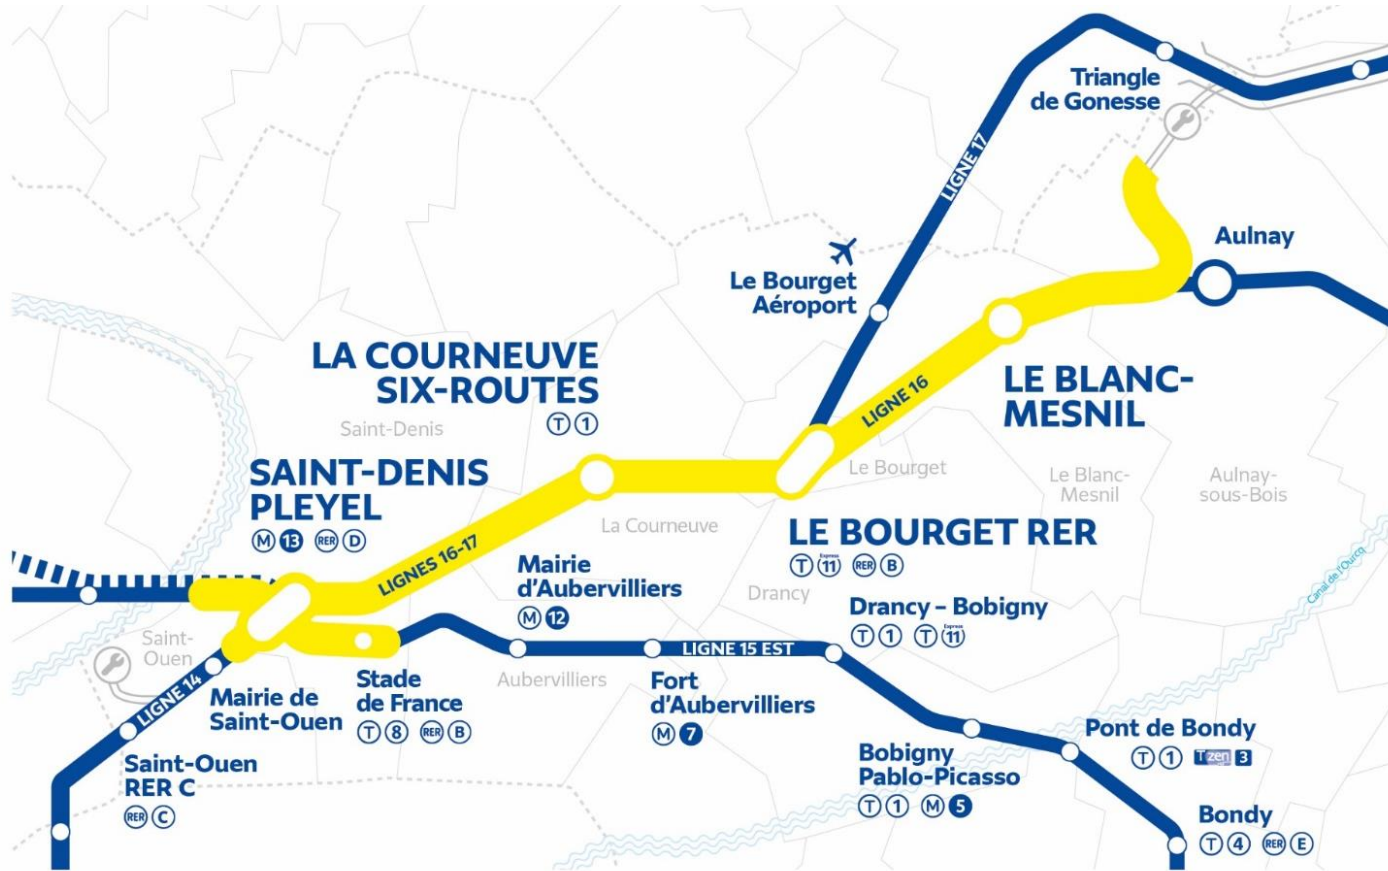 Triangle
de Gonesse
LIGNE 17
Aulnay
Le Bourget
Aéroport
LA COURNEUVE
SIX-ROUTES
T 1
LE BLANC-
MESNIL
LIGNE 16
Saint-Denis
SAINT-DENIS
PLEYEL
M 13 RER D
Le Bourget
Le Blanc-
Mesnil
Aulnay-
sous-Bois
La Courneuve
LE BOURGET RER
T Express 11 RER B
LIGNES 16-17
Mairie
d'Aubervilliers
M 12
Drancy
Canal de l'Ourcq
Drancy – Bobigny
T 1 T Express 11
Saint-
Ouen
LIGNE 15 EST
Aubervilliers
LIGNE 14
Mairie de
Saint-Ouen
Stade
de France
T 8 RER B
Fort
d'Aubervilliers
M 7
Saint-Ouen
RER C
RER C
Bobigny
Pablo-Picasso
T 1 M 5
Pont de Bondy
T 1 T zen 3
Bondy
T 4 RER E